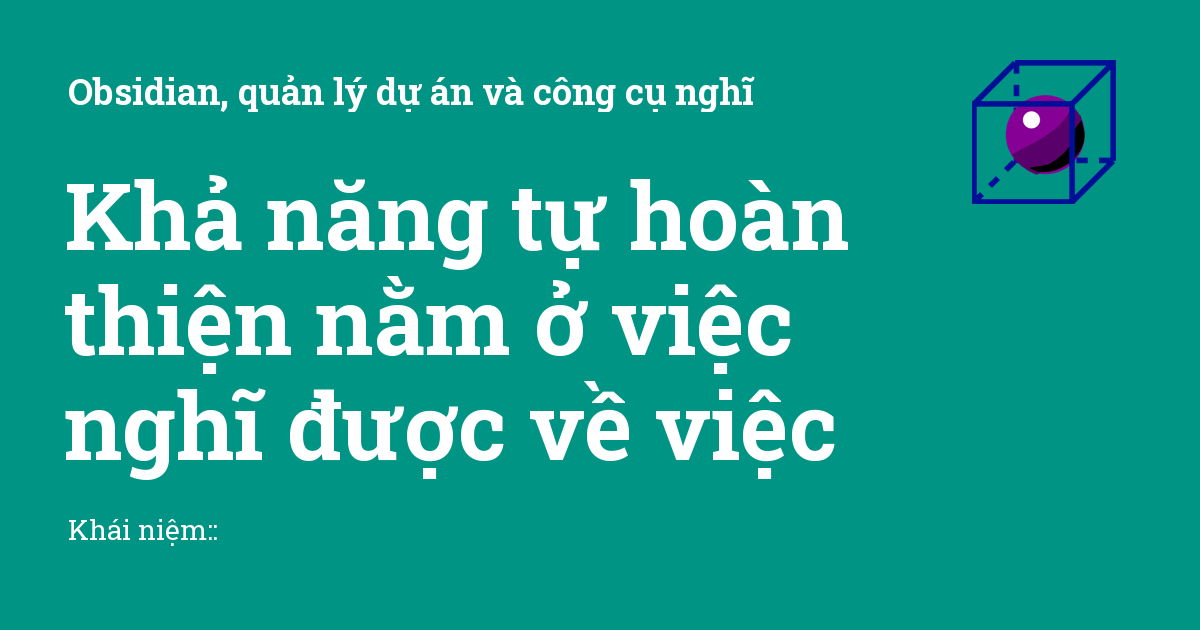 Obsidian, quản lý dự án và công cụ nghĩ
Khả năng tự hoàn
thiện nằm ở việc
nghĩ được về việc
Khái niệm::